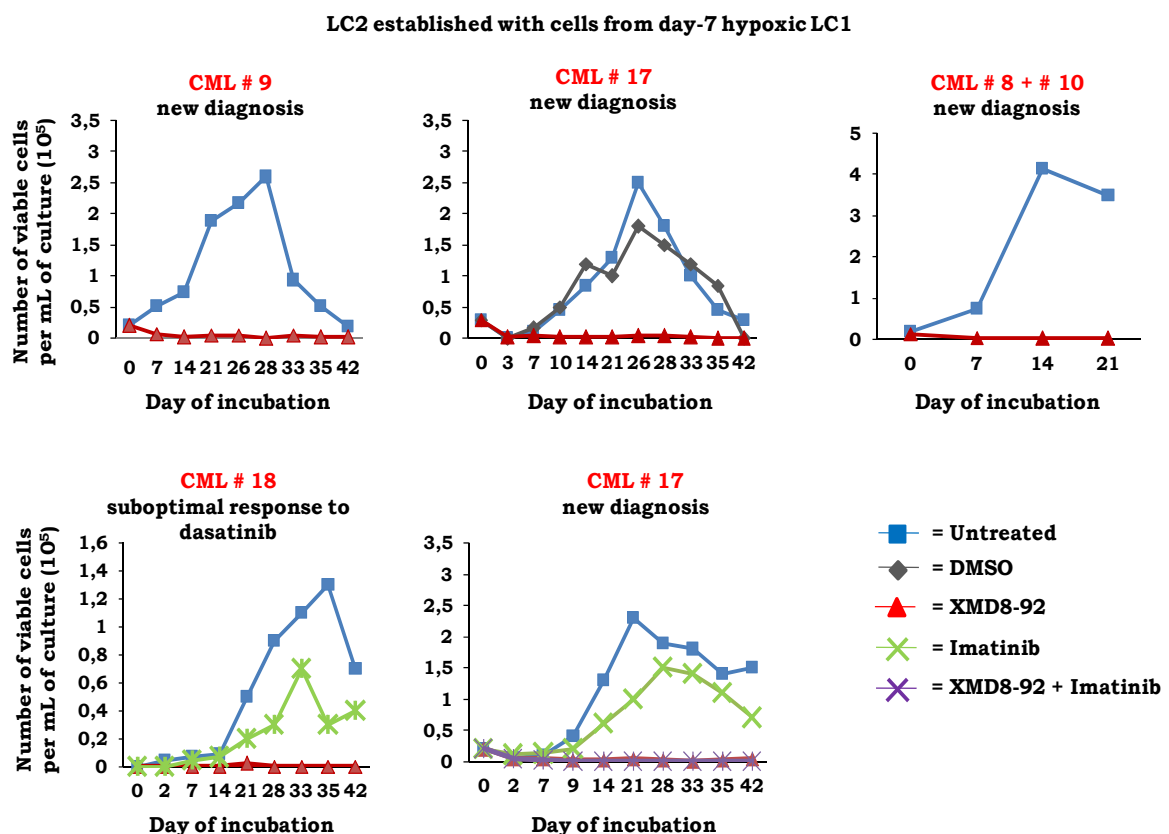 LC2 established with cells from day-7 hypoxic LC1
CML # 9
new diagnosis
Number of viable cells
per mL of culture (10⁵)
3,5
3
2,5
2
1,5
1
0,5
0
0 7 14 21 26 28 33 35 42
Day of incubation
CML # 17
new diagnosis
3,5
3
2,5
2
1,5
1
0,5
0
0 3 7 10 14 21 26 28 33 35 42
Day of incubation
CML # 8 + # 10
new diagnosis
5
4
3
2
1
0
0 7 14 21
Day of incubation
CML # 18
suboptimal response to
dasatinib
Number of viable cells
per mL of culture (10⁵)
1,6
1,4
1,2
1
0,8
0,6
0,4
0,2
0
0 2 7 14 21 28 33 35 42
Day of incubation
CML # 17
new diagnosis
3,5
3
2,5
2
1,5
1
0,5
0
0 2 7 9 14 21 28 33 35 42
Day of incubation
= Untreated
= DMSO
= XMD8-92
= Imatinib
= XMD8-92 + Imatinib